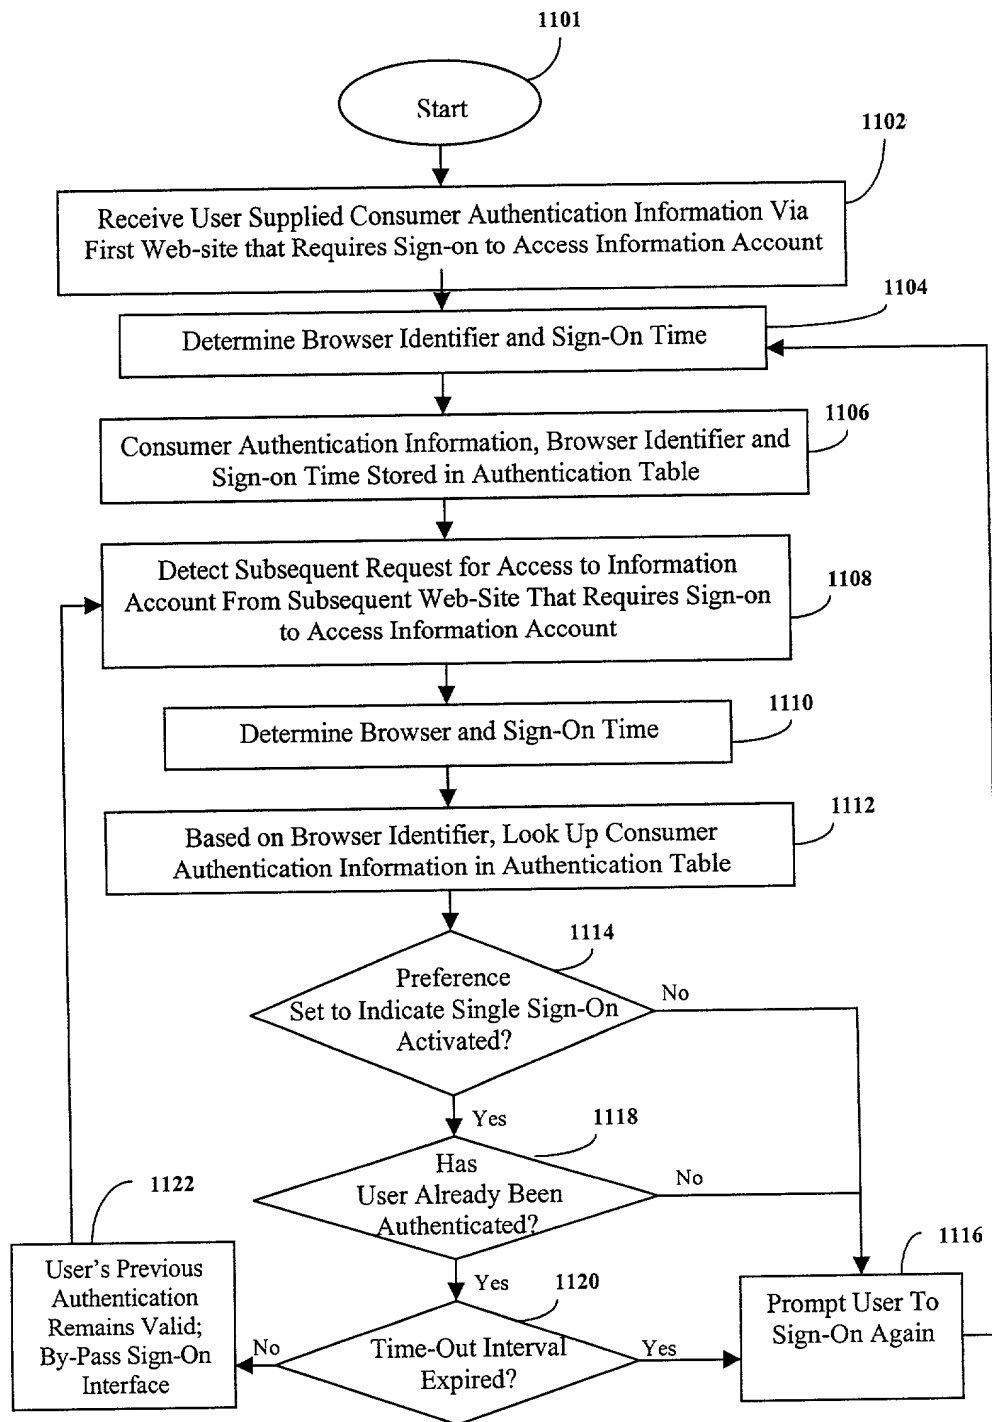 1101
Start
1102
Receive User Supplied Consumer Authentication Information Via
First Web-site that Requires Sign-on to Access Information Account
1104
Determine Browser Identifier and Sign-On Time
1106
Consumer Authentication Information, Browser Identifier and
Sign-on Time Stored in Authentication Table
Detect Subsequent Request for Access to Information
Account From Subsequent Web-Site That Requires Sign-on
to Access Information Account
1108
1110
Determine Browser and Sign-On Time
1112
Based on Browser Identifier, Look Up Consumer
Authentication Information in Authentication Table
1114
Preference
Set to Indicate Single Sign-On
Activated?
No
Yes
1118
Has
User Already Been
Authenticated?
No
Yes
1122
User's Previous
Authentication
Remains Valid;
By-Pass Sign-On
Interface
1120
Time-Out Interval
Expired?
No
Yes
1116
Prompt User To
Sign-On Again